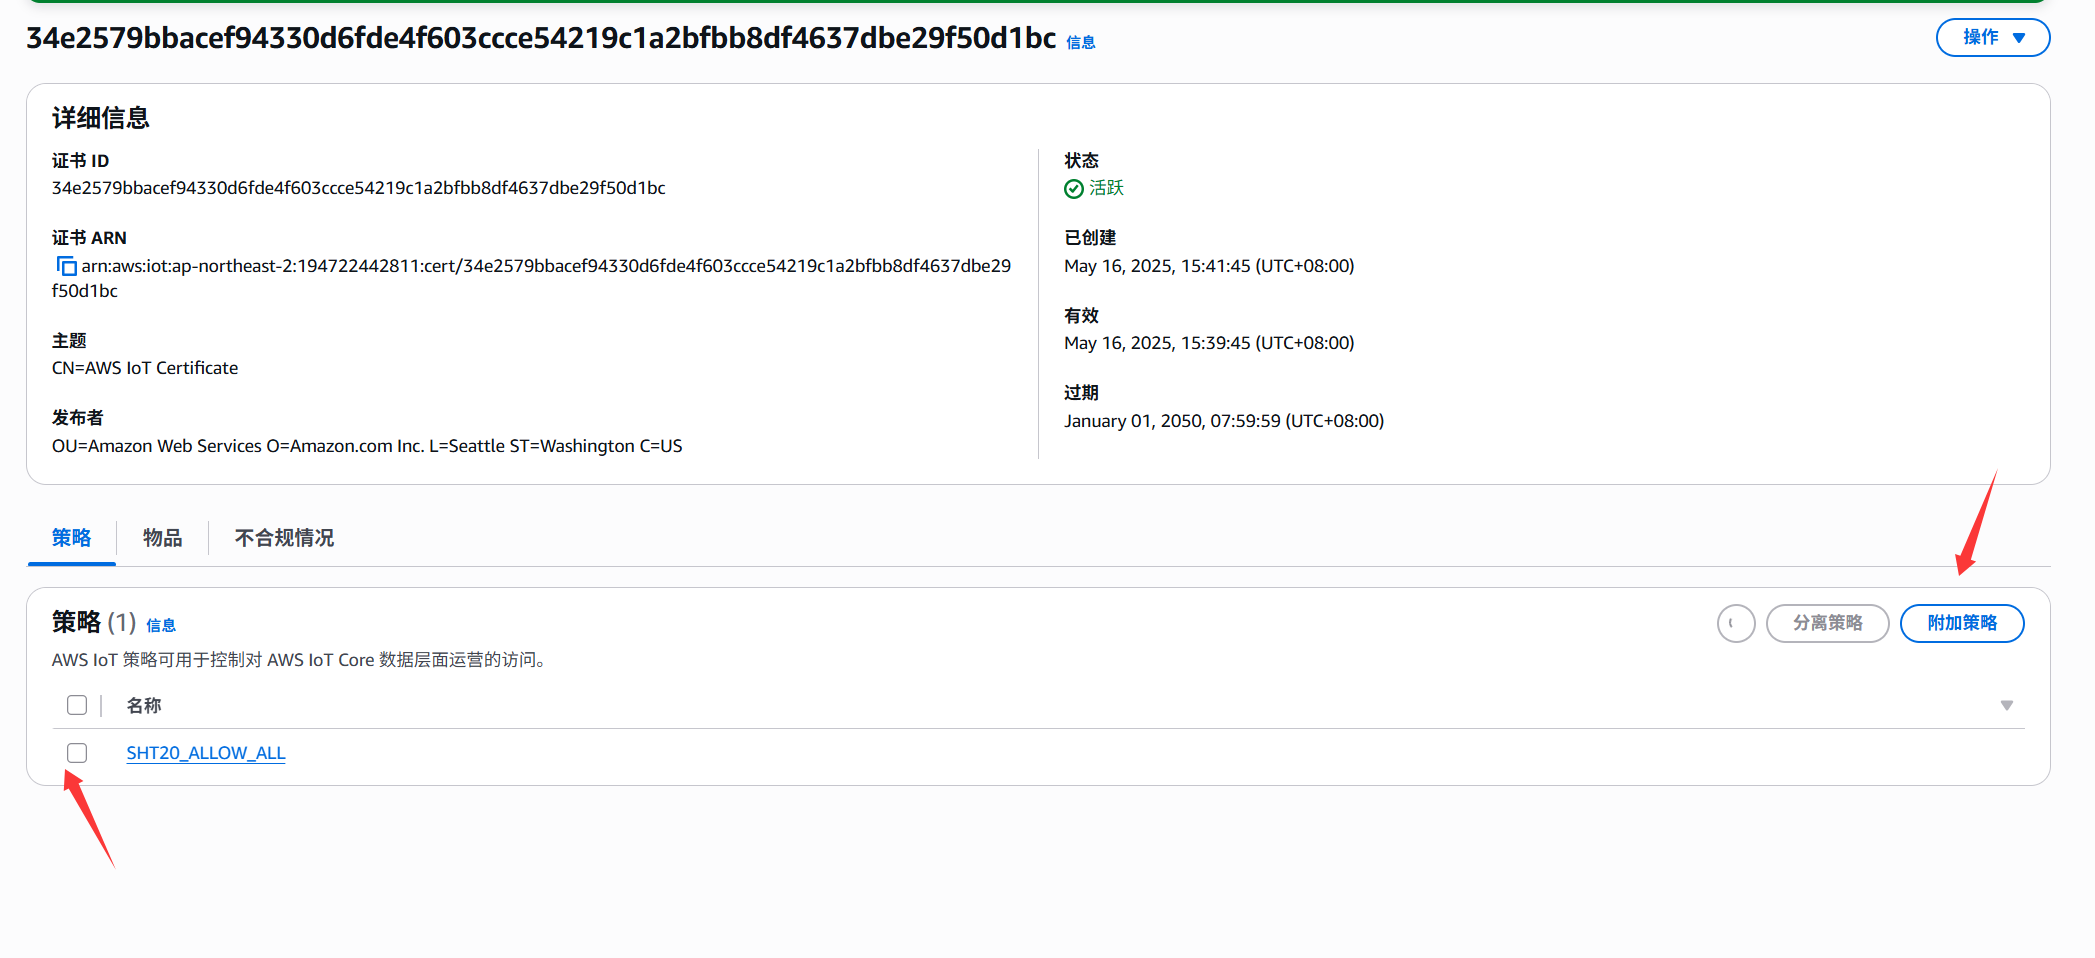 34e2579bbacef94330d6fde4f603ccce54219c1a2bfbb8df4637dbe29f50d1bc 信息
操作
详细信息
证书 ID
34e2579bbacef94330d6fde4f603ccce54219c1a2bfbb8df4637dbe29f50d1bc
证书 ARN
arn:aws:iot:ap-northeast-2:194722442811:cert/34e2579bbacef94330d6fde4f603ccce54219c1a2bfbb8df4637dbe29
f50d1bc
主题
CN=AWS IoT Certificate
发布者
OU=Amazon Web Services O=Amazon.com Inc. L=Seattle ST=Washington C=US
状态
活跃
已创建
May 16, 2025, 15:41:45 (UTC+08:00)
有效
May 16, 2025, 15:39:45 (UTC+08:00)
过期
January 01, 2050, 07:59:59 (UTC+08:00)
策略
物品
不合规情况
策略 (1) 信息
分离策略
附加策略
AWS IoT 策略可用于控制对 AWS IoT Core 数据层面运营的访问。
名称
SHT20_ALLOW_ALL